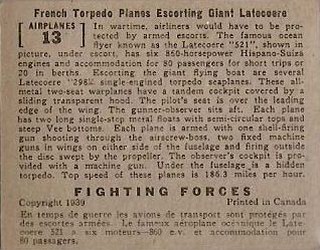 French Torpedo Planes Escorting Giant Latecoere
AIRPLANES
13
In wartime, airliners would have to be pro-
tected by armed escorts. The famous ocean
flyer known as the Latecoere "521", shown in
picture, under escort, has six 850-horsepower Hispano-Suiza
engines and accommodation for 80 passengers for short trips or
20 in berths. Escorting the giant flying boat are several
Latecoere "298½ single-engined torpedo seaplanes. These all-
metal two-seat warplanes have a tandem cockpit covered by a
sliding transparent hood. The pilot's seat is over the leading
edge of the wing. The gunner-observer sits aft. Each plane
has two long single-step metal floats with semi-circular tops and
steep Vee bottoms. Each plane is armed with one shell-firing
gun shooting through the airscrew-boss, two fixed machine
guns in wings on either side of the fuselage and firing outside
the disc swept by the propeller. The observer's cockpit is pro-
vided with a machine gun. Under the fuselage is a hidden
torpedo. Top speed of these planes is 186.3 miles per hour.
FIGHTING FORCES
Copyright 1939 Printed in Canada
En temps de guerre les avions de transport sont protégés par
des escortes armées. Le fameux aéroplane océanique le Late-
coere 521 a six moteurs—860 e.v. et accommodation pour
80 passagers.